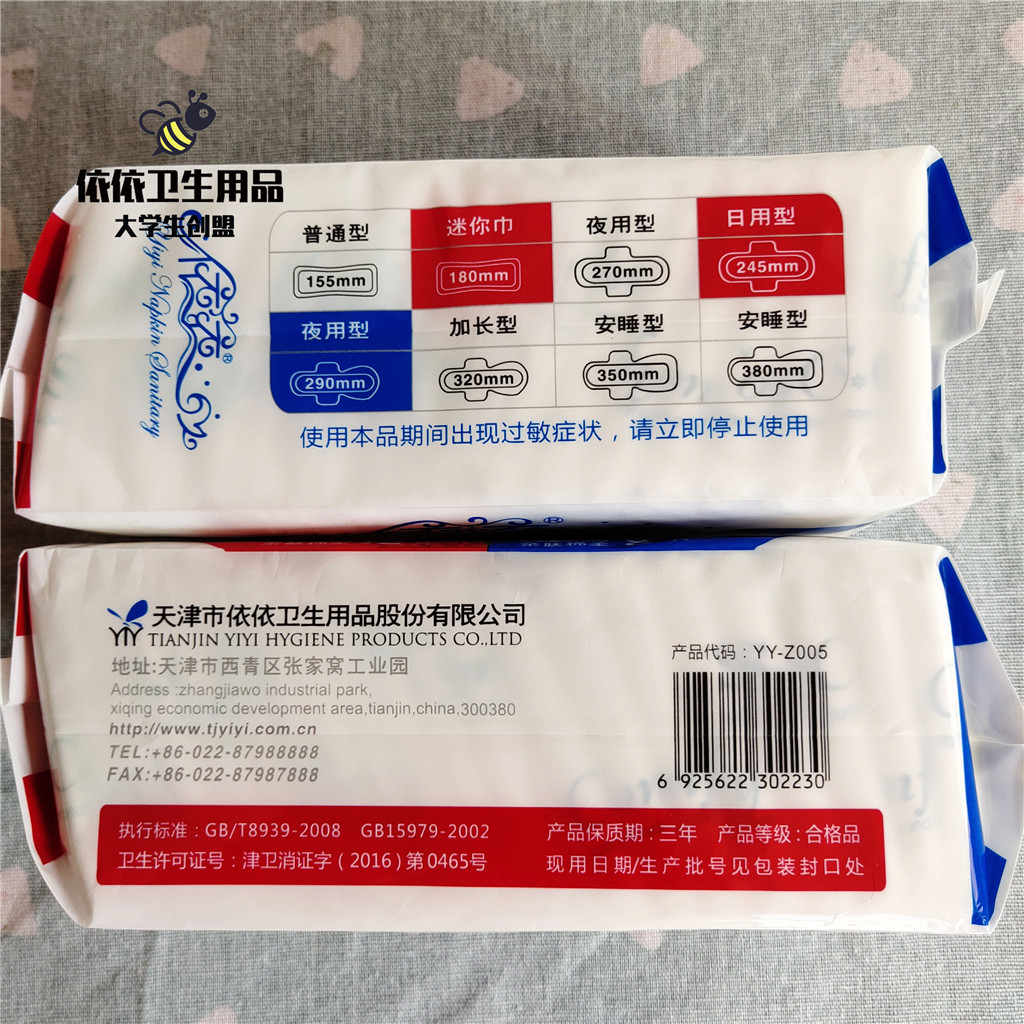 依依卫生用品
大学生创盟
依依®
Yiyi Napkin Sanitary
普通型 迷你巾 夜用型 日用型
155mm 180mm 270mm 245mm
夜用型 加长型 安睡型 安睡型
290mm 320mm 350mm 380mm
使用本品期间出现过敏症状，请立即停止使用
®
YIY 天津市依依卫生用品股份有限公司
TIANJIN YIYI HYGIENE PRODUCTS CO.,LTD
地址:天津市西青区张家窝工业园
Address :zhangjiawo industrial park,
xiqing economic development area,tianjin,china,300380
http://www.tjyiyi.com.cn
TEL:+86-022-87988888
FAX:+86-022-87987888
产品代码：YY-Z005
6 925622 302230
执行标准：GB/T8939-2008 GB15979-2002
卫生许可证号：津卫消证字（2016）第0465号
产品保质期：三年 产品等级：合格品
现用日期/生产批号见包装封口处